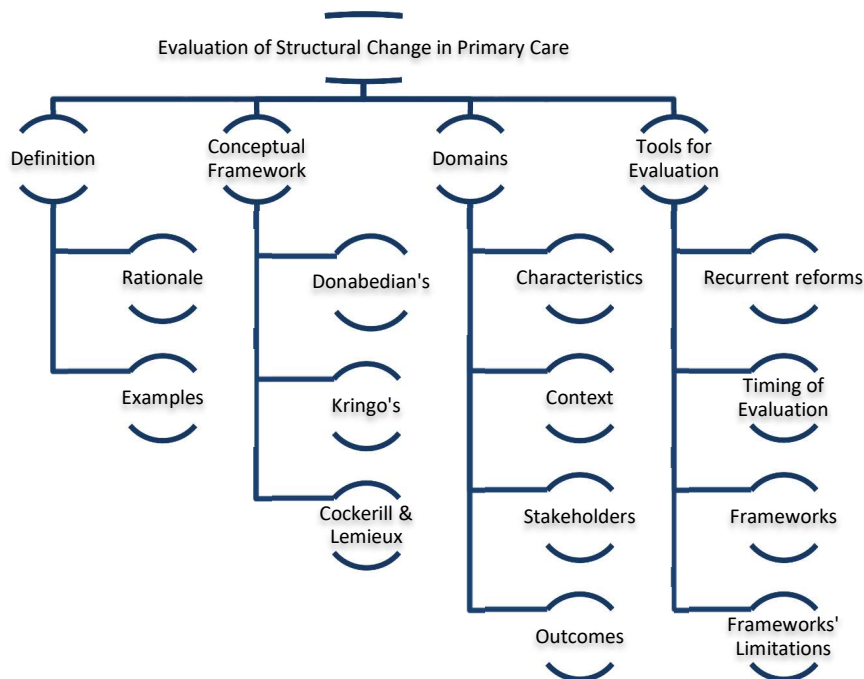 Evaluation of Structural Change in Primary Care
Definition
Rationale
Examples
Conceptual
Framework
Donabedian's
Kringo's
Cockerill &
Lemieux
Domains
Characteristics
Context
Stakeholders
Outcomes
Tools for
Evaluation
Recurrent reforms
Timing of
Evaluation
Frameworks
Frameworks'
Limitations